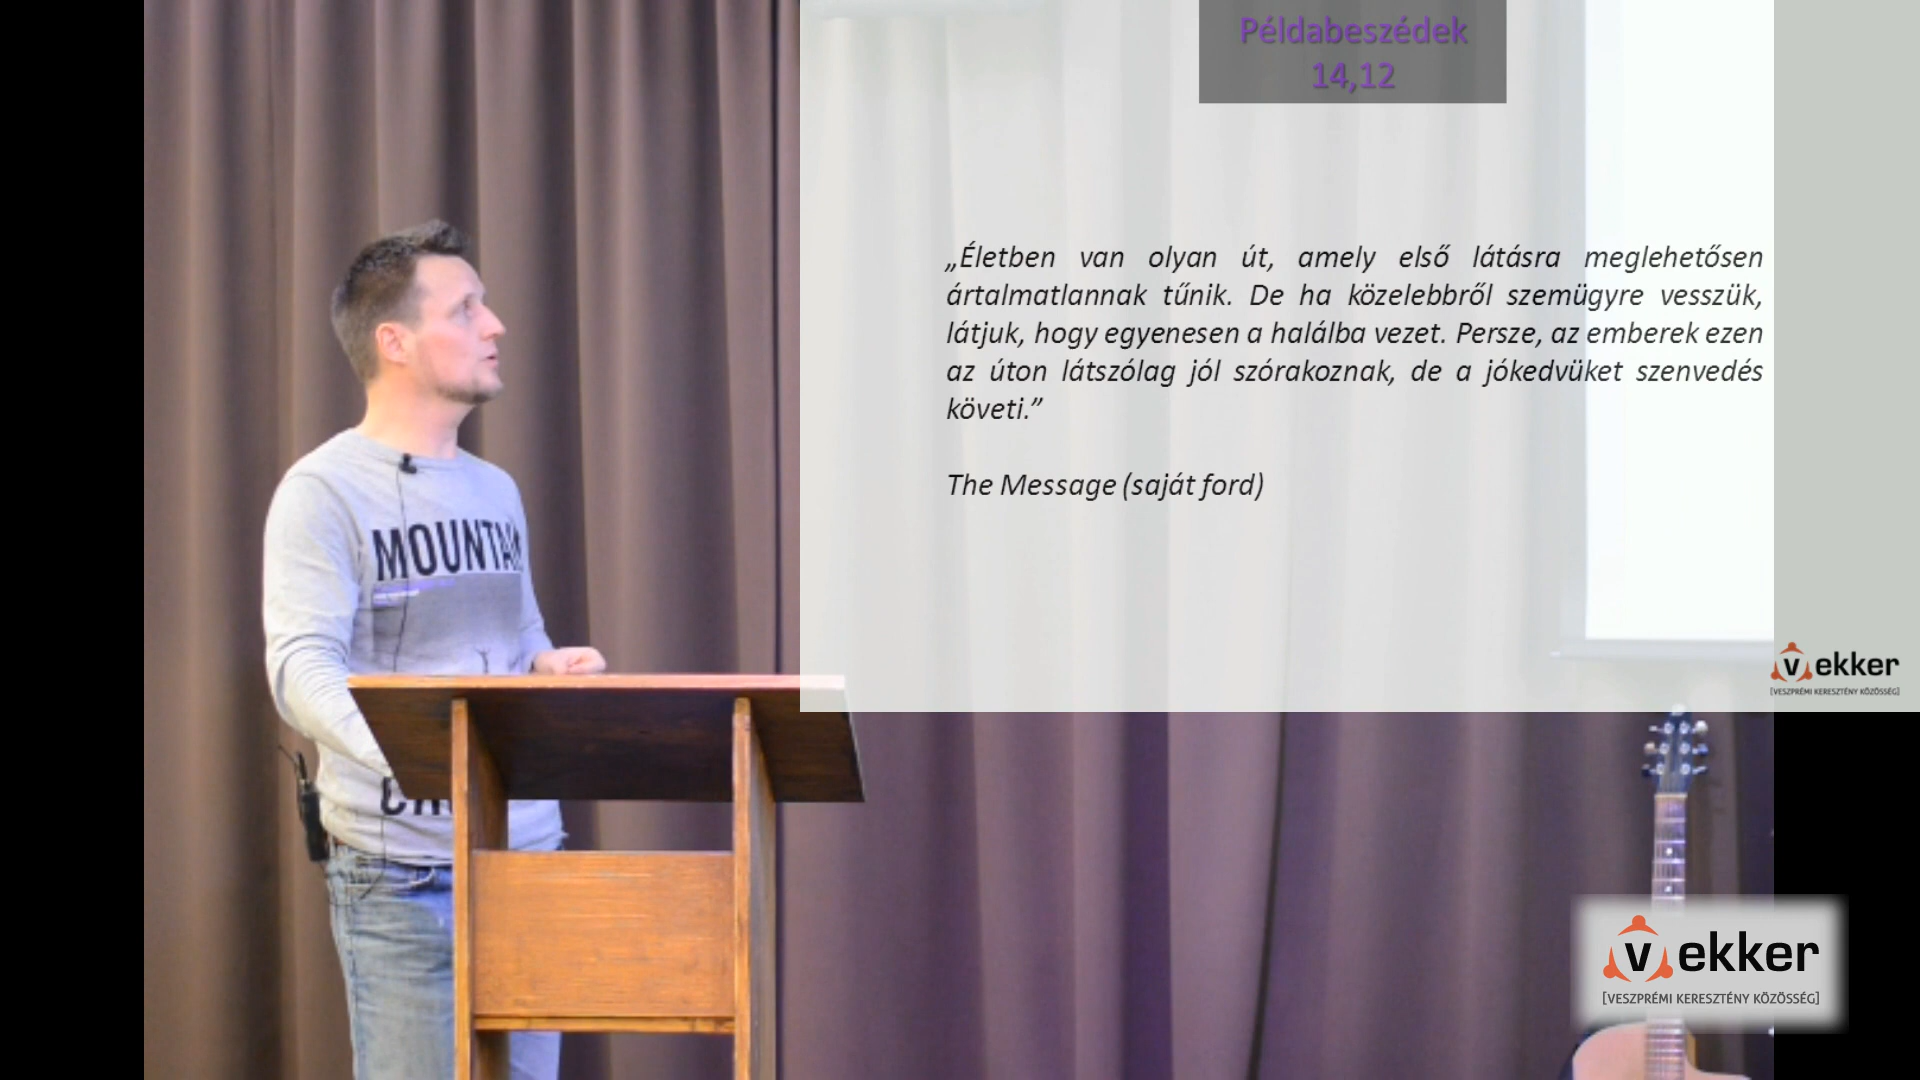 Példabeszédek
14,12
„Életben van olyan út, amely első látásra meglehetősen
ártalmatlannak tűnik. De ha közelebbről szemügyre vesszük,
látjuk, hogy egyenesen a halálba vezet. Persze, az emberek ezen
az úton látszólag jól szórakoznak, de a jókedvüket szenvedés
követi.”
The Message (saját ford)
MOUNTAI
vekker
[VESZPRÉMI KERESZTÉNY KÖZÖSSÉG]
vekker
[VESZPRÉMI KERESZTÉNY KÖZÖSSÉG]